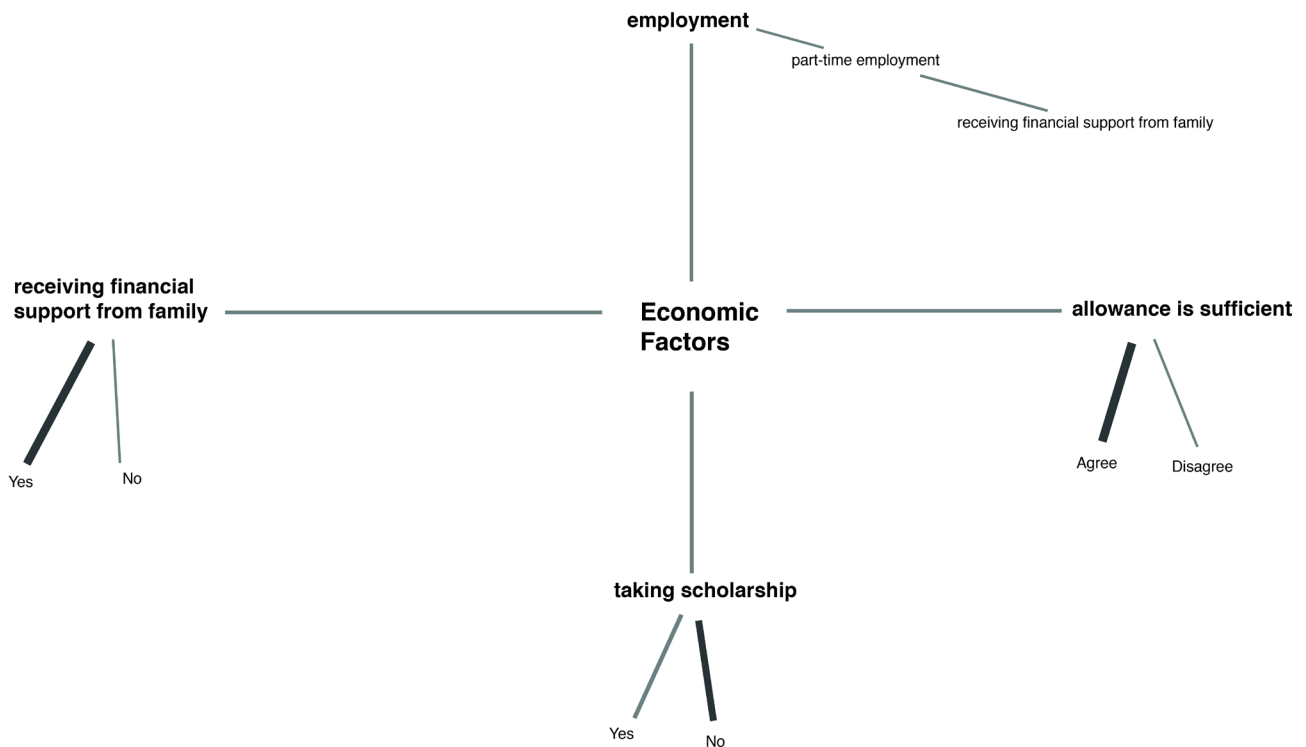 employment
part-time employment
receiving financial support from family
receiving financial
support from family
Economic
Factors
allowance is sufficient
Yes
No
Agree
Disagree
taking scholarship
Yes
No